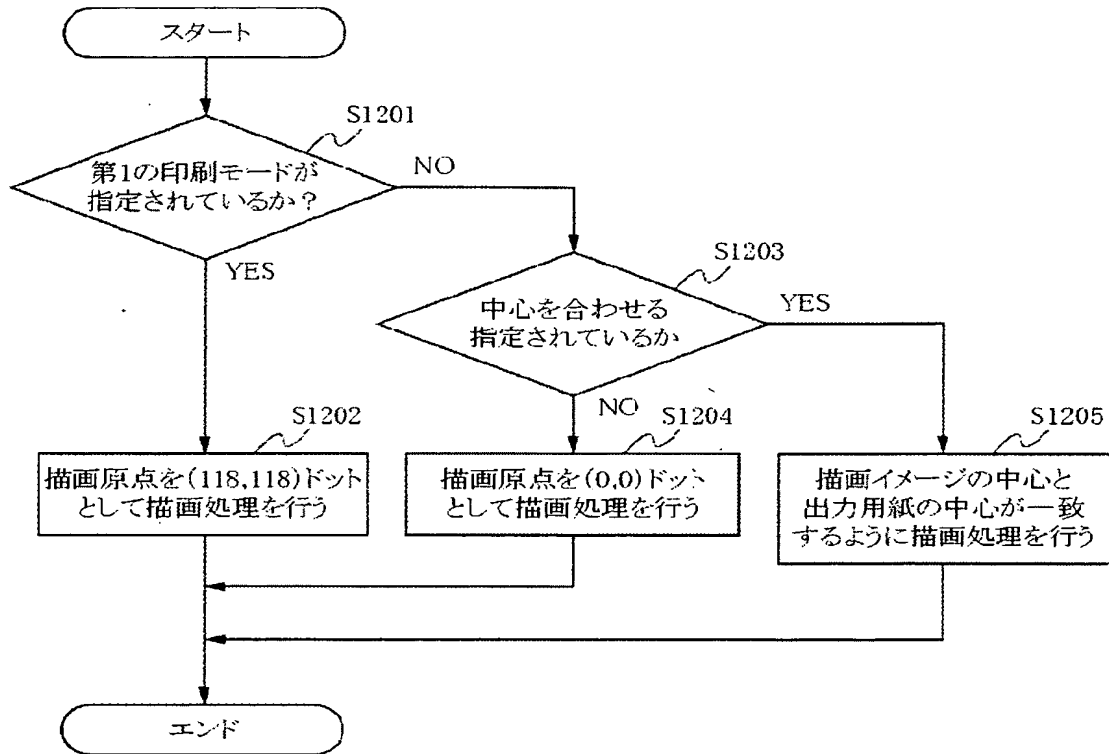 スタート
S1201
第1の印刷モードが
指定されているか？
NO
YES
S1203
中心を合わせる
指定されているか
YES
NO
S1202
描画原点を(118,118)ドット
として描画処理を行う
S1204
描画原点を(0,0)ドット
として描画処理を行う
S1205
描画イメージの中心と
出力用紙の中心が一致
するように描画処理を行う
エンド